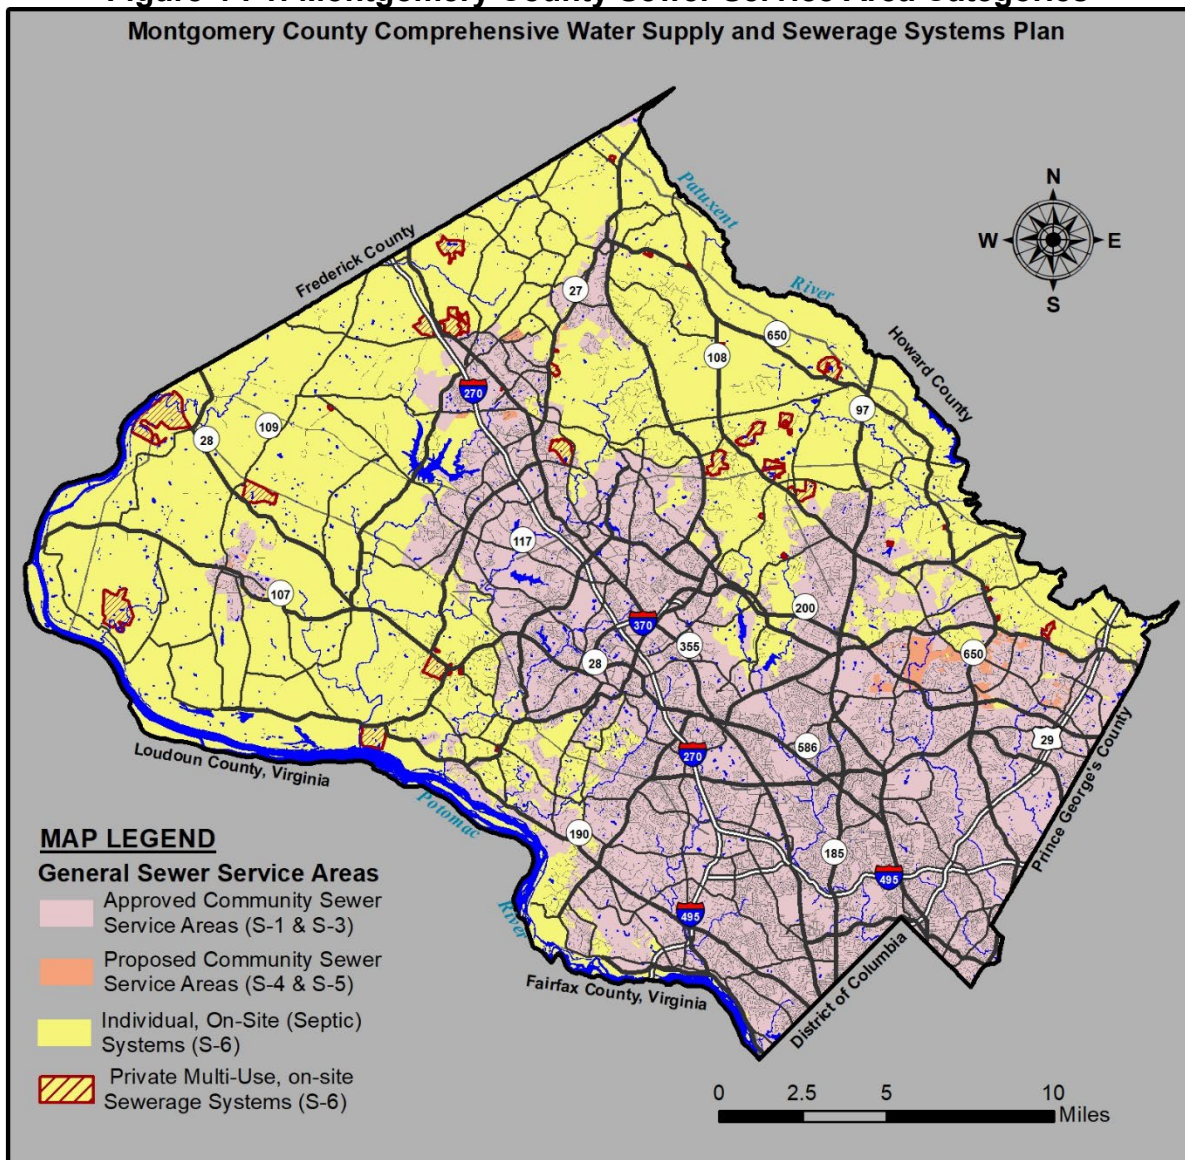 Montgomery County Comprehensive Water Supply and Sewerage Systems Plan
N
W
E
S
Patuxent
River
Frederick County
Howard County
27
650
108
270
97
109
28
117
107
200
370
355
28
650
29
586
270
Loudoun County, Virginia
Potomac
River
190
185
495
495
Prince George's County
District of Columbia
Fairfax County, Virginia
MAP LEGEND
General Sewer Service Areas
Approved Community Sewer
Service Areas (S-1 & S-3)
Proposed Community Sewer
Service Areas (S-4 & S-5)
Individual, On-Site (Septic)
Systems (S-6)
Private Multi-Use, on-site
Sewerage Systems (S-6)
0
2.5
5
10
Miles